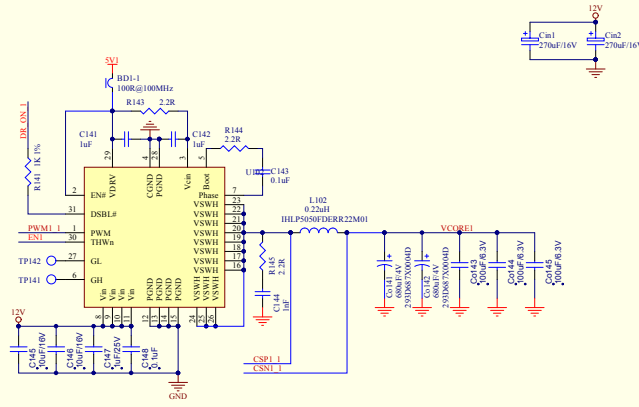 12V
Cin1
270uF/16V
Cin2
270uF/16V
5V1
BD1-1
100R@100MHz
R143 2.2R
C141
1uF
C142
1uF
R144
2.2R
C143
0.1uF
DR_ON_1
R141 1K 1%
29
4
28
3
5
VDRV
CGND
PGND
Vcin
Boot
Phase
7
2
EN#
31
DSBL#
PWM1_1
1
PWM
EN1
30
THWn
TP142
27
GL
TP141
6
GH
VSWH
23
VSWH
22
VSWH
21
VSWH
20
VSWH
19
VSWH
18
VSWH
17
VSWH
16
Vin
Vin
Vin
Vin
PGND
PGND
PGND
PGND
VSWH
VSWH
VSWH
8
9
10
11
12
13
14
15
24
25
26
L102
0.22uH
IHLP5050FDERR22M01
R145
2.2R
C144
1nF
VCORE1
Co141
680uF/4V
293D687X0004D
Co142
680uF/4V
293D687X0004D
Co143
100uF/6.3V
Co144
100uF/6.3V
Co145
100uF/6.3V
CSP1_1
CSN1_1
12V
C145
10uF/16V
C146
10uF/16V
C147
1uF/25V
C148
0.1uF
GND